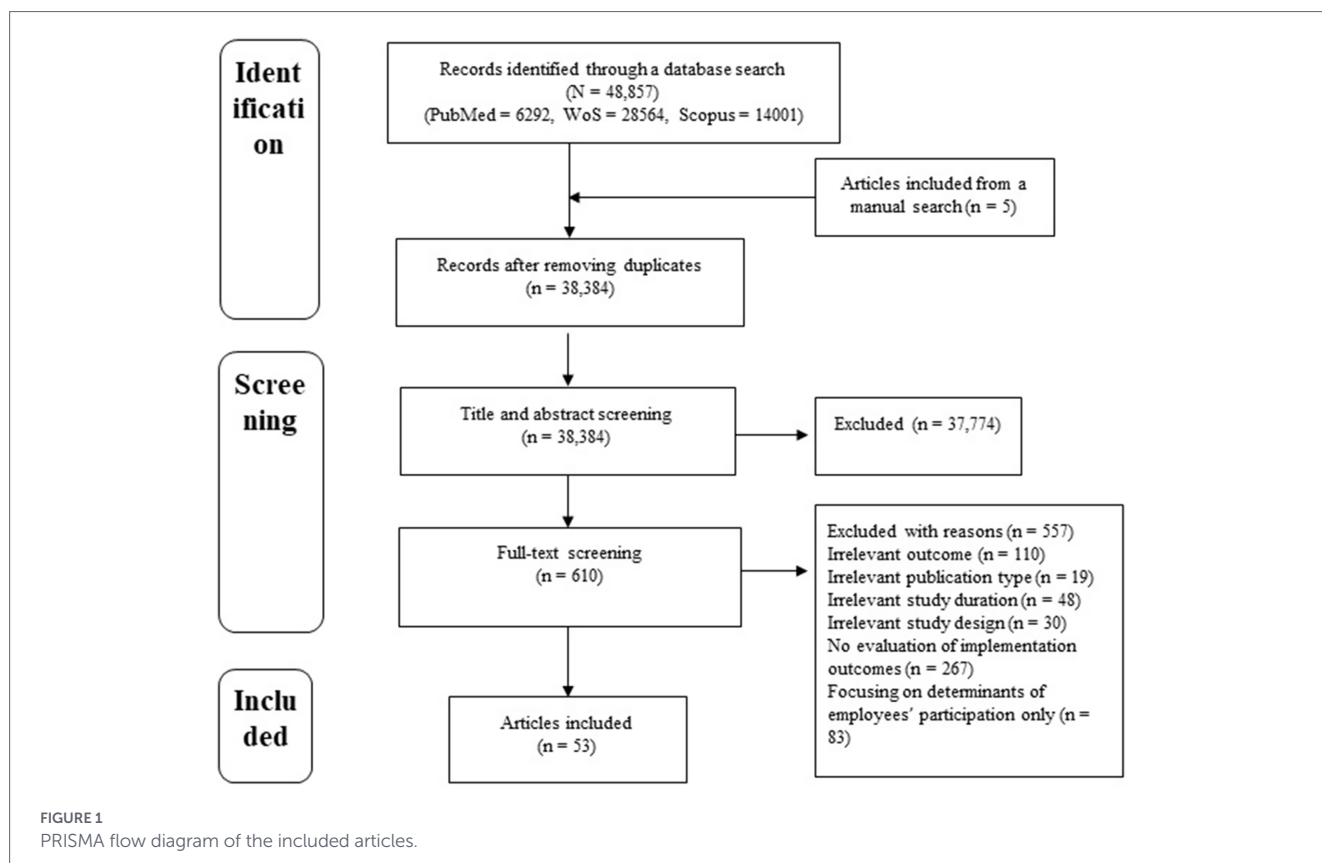 Ident
ificati
on
Records identified through a database search
(N = 48,857)
(PubMed = 6292, WoS = 28564, Scopus = 14001)
Articles included from a
manual search (n = 5)
Records after removing duplicates
(n = 38,384)
Scree
ning
Title and abstract screening
(n = 38,384)
Excluded (n = 37,774)
Full-text screening
(n = 610)
Excluded with reasons (n = 557)
Irrelevant outcome (n = 110)
Irrelevant publication type (n = 19)
Irrelevant study duration (n = 48)
Irrelevant study design (n = 30)
No evaluation of implementation
outcomes (n = 267)
Focusing on determinants of
employees’ participation only (n =
83)
Inclu
ded
Articles included
(n = 53)
FIGURE 1
PRISMA flow diagram of the included articles.